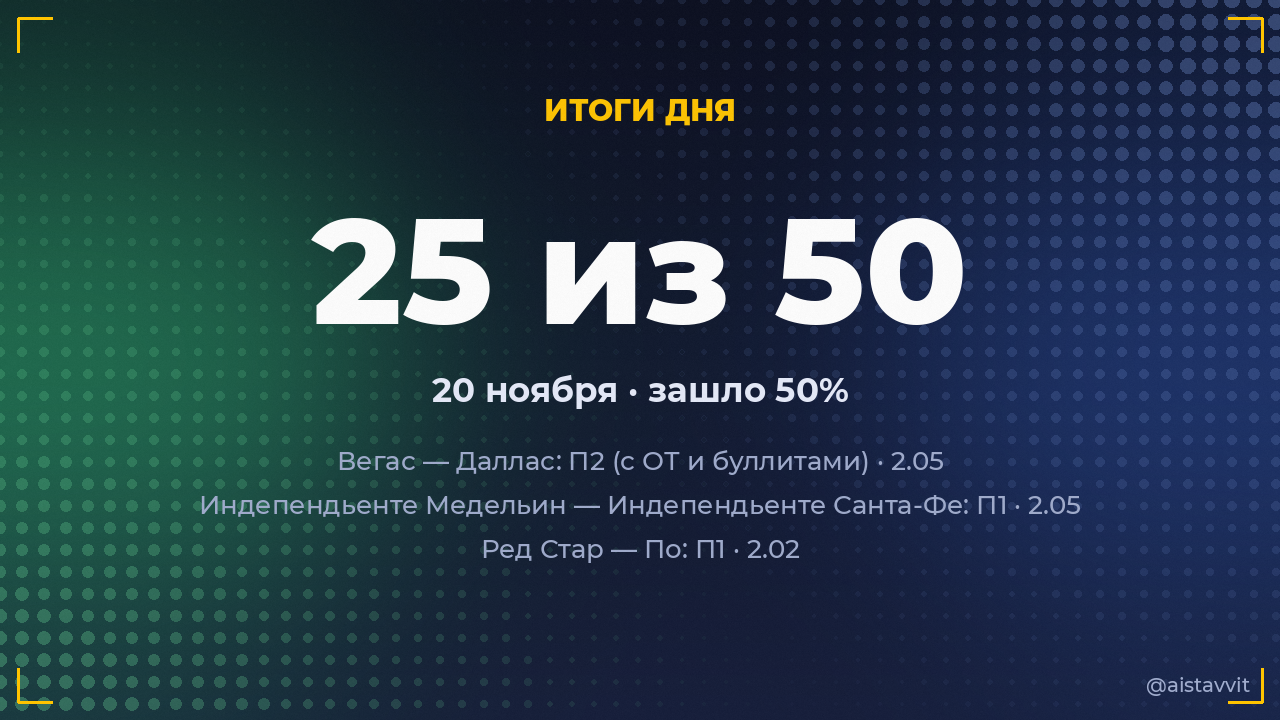 ИТОГИ ДНЯ
25 из 50
20 ноября · зашло 50%
Вегас — Даллас: П2 (с ОТ и буллитами) · 2.05
Индепендьенте Медельин — Индепендьенте Санта-Фе: П1 · 2.05
Ред Стар — По: П1 · 2.02
@aistavvit